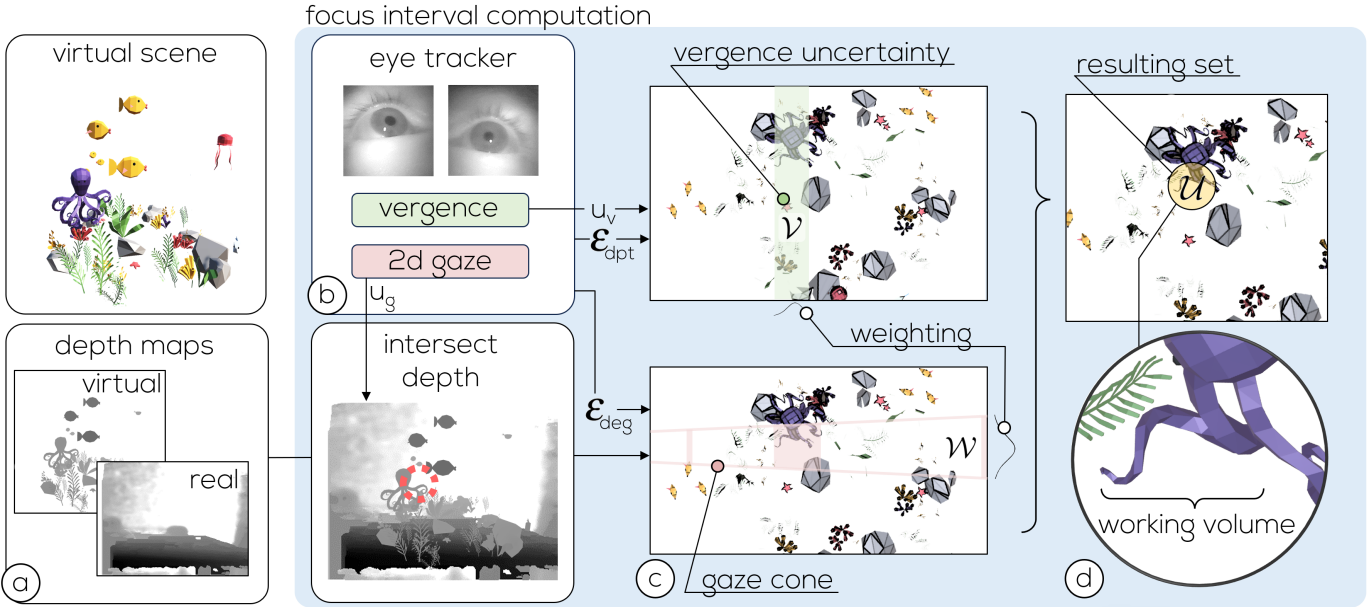 focus interval computation
virtual scene
eye tracker
vergence
2d gaze
b
u_g
u_v
ε_dpt
vergence uncertainty
v
resulting set
u
depth maps
virtual
real
a
intersect
depth
ε_deg
weighting
w
c
gaze cone
working volume
d